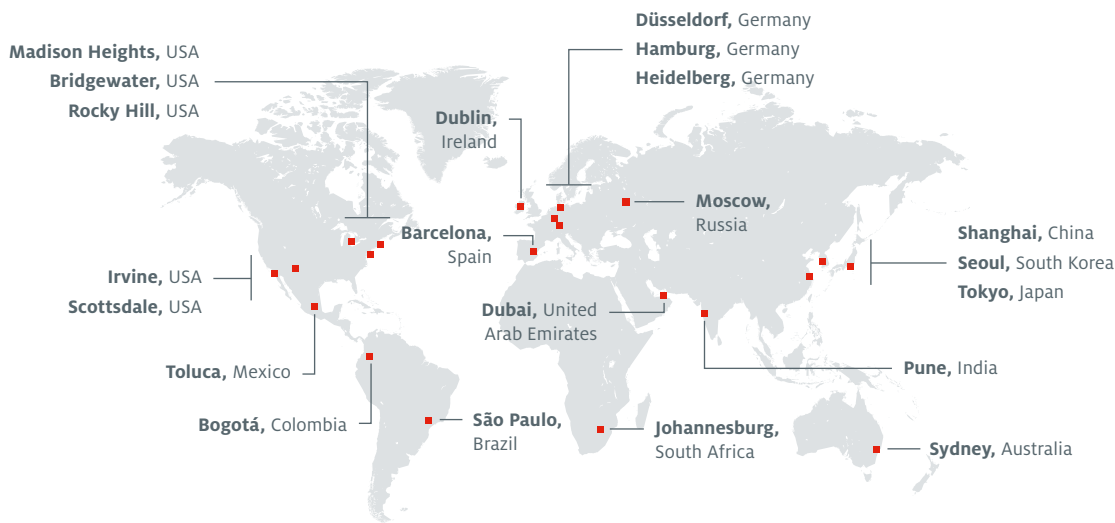 Düsseldorf, Germany
Hamburg, Germany
Heidelberg, Germany
Madison Heights, USA
Bridgewater, USA
Rocky Hill, USA
Dublin,
Ireland
Moscow,
Russia
Barcelona,
Spain
Shanghai, China
Seoul, South Korea
Tokyo, Japan
Irvine, USA
Scottsdale, USA
Dubai, United
Arab Emirates
Toluca, Mexico
Pune, India
Bogotá, Colombia
São Paulo,
Brazil
Johannesburg,
South Africa
Sydney, Australia